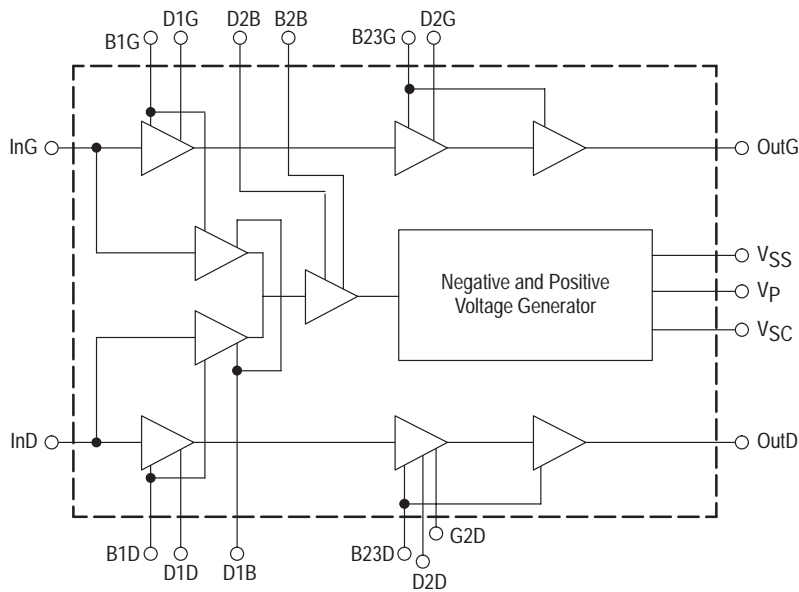 D1G D2B B2B D2G
B1G B23G
InG OutG
VSS
Negative and Positive
Voltage Generator
VP
VSC
InD OutD
G2D
B1D D1D D1B B23D
D2D